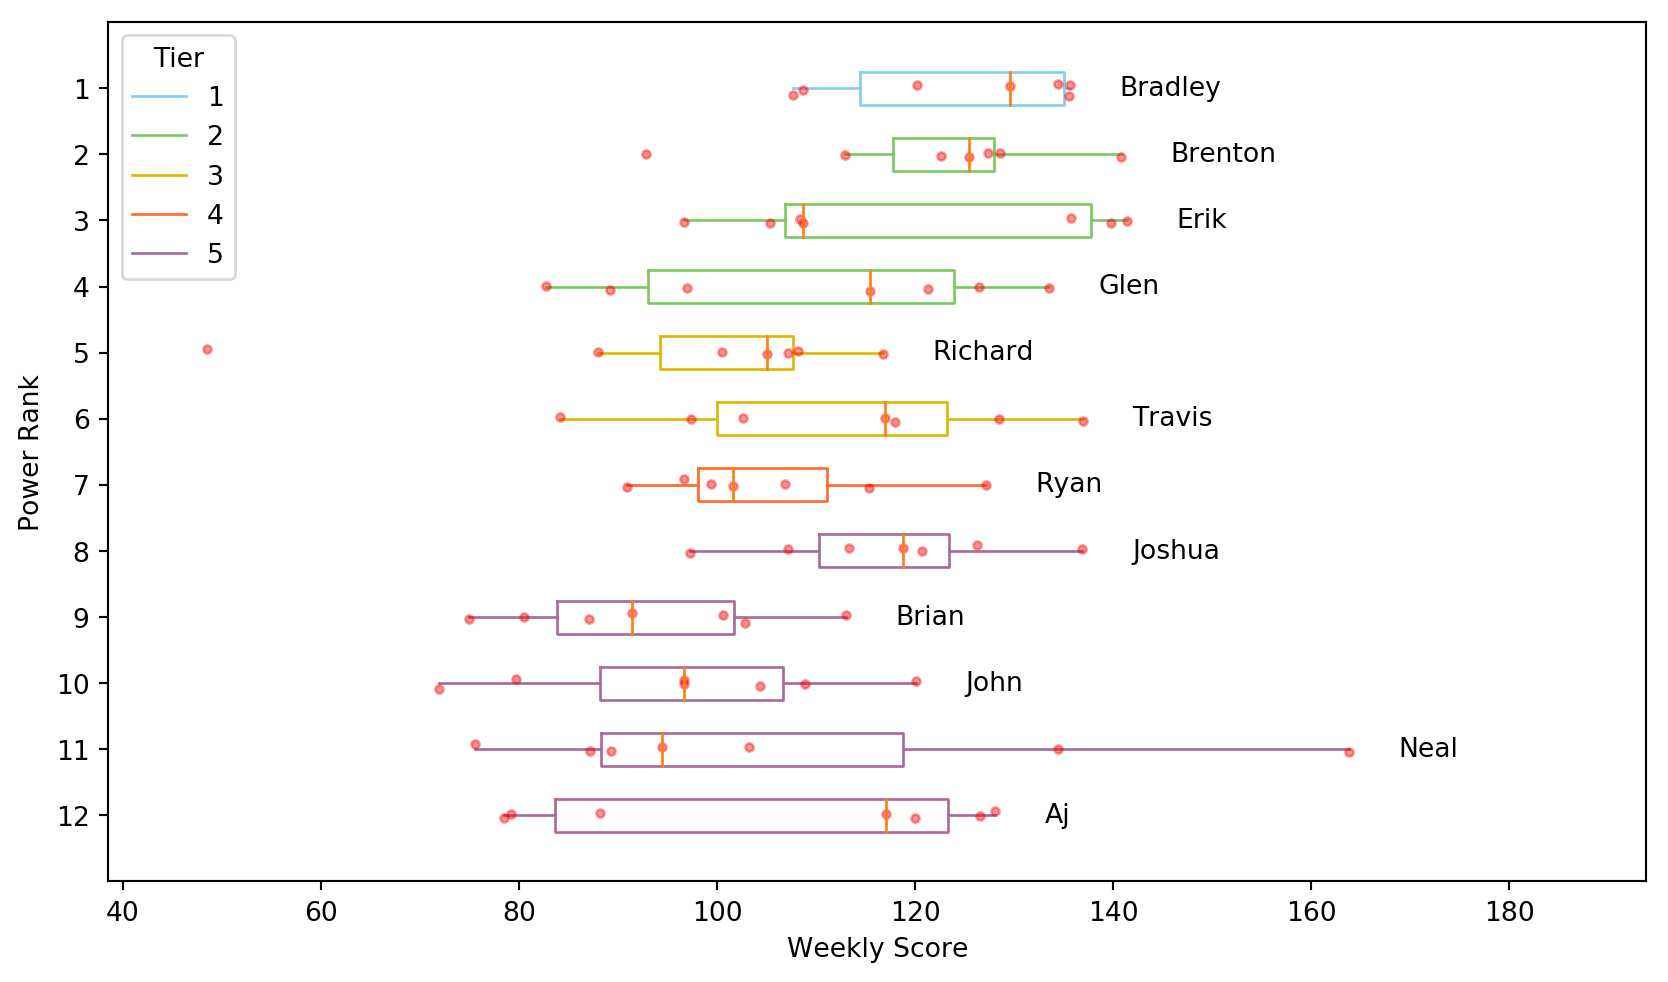 Tier
1
2
3
4
5
Power Rank
1
2
3
4
5
6
7
8
9
10
11
12
Bradley
Brenton
Erik
Glen
Richard
Travis
Ryan
Joshua
Brian
John
Neal
Aj
40 60 80 100 120 140 160 180
Weekly Score